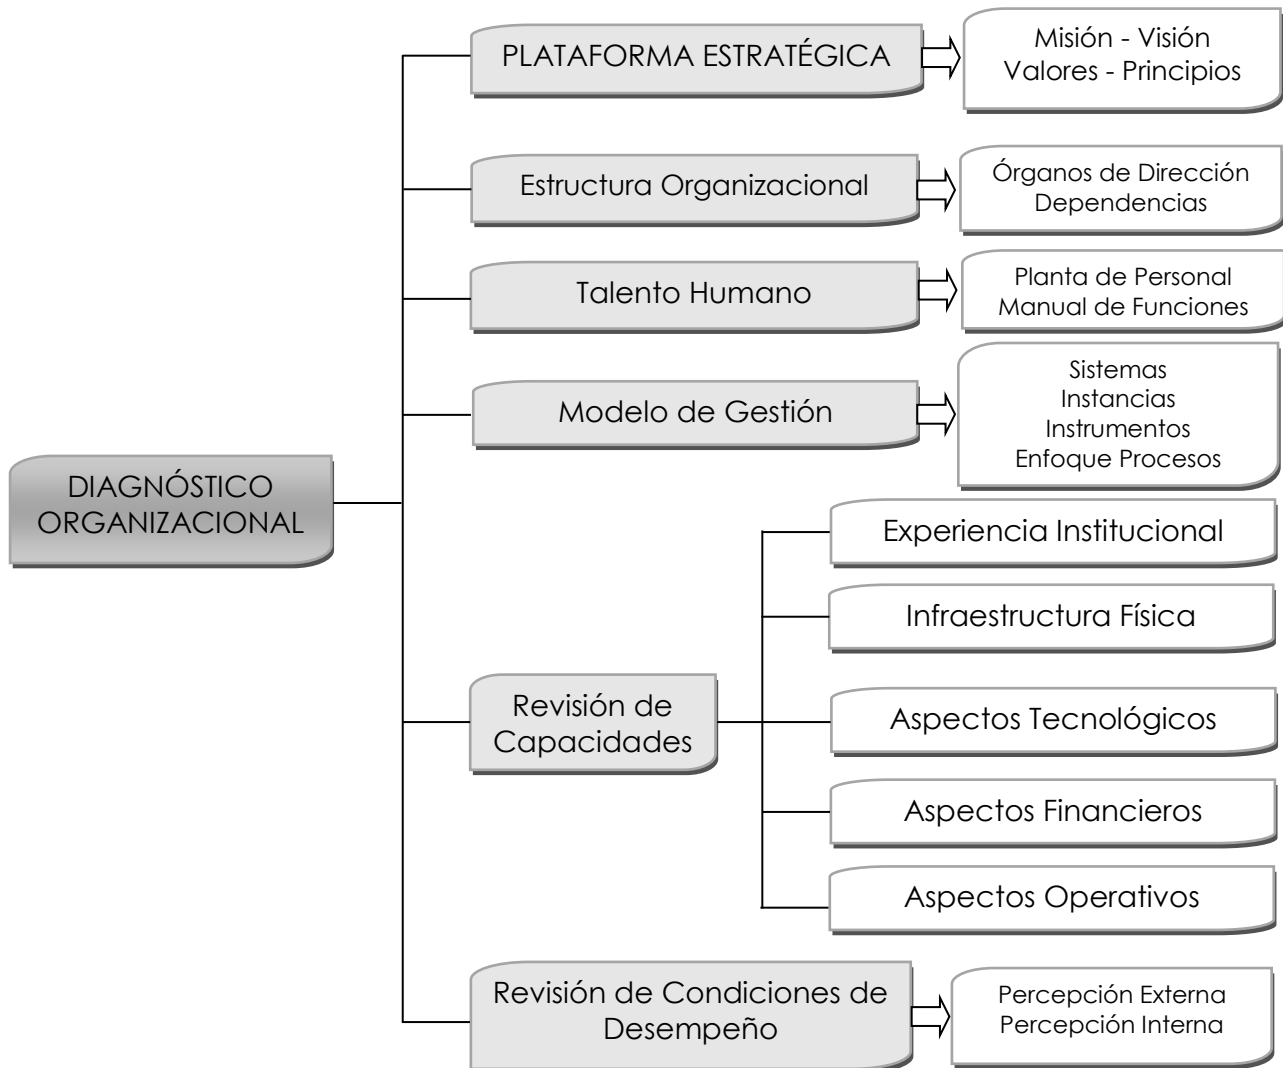 PLATAFORMA ESTRATÉGICA
Misión - Visión
Valores - Principios
Estructura Organizacional
Órganos de Dirección
Dependencias
Talento Humano
Planta de Personal
Manual de Funciones
Modelo de Gestión
Sistemas
Instancias
Instrumentos
Enfoque Procesos
DIAGNÓSTICO
ORGANIZACIONAL
Revisión de
Capacidades
Experiencia Institucional
Infraestructura Física
Aspectos Tecnológicos
Aspectos Financieros
Aspectos Operativos
Revisión de Condiciones de
Desempeño
Percepción Externa
Percepción Interna